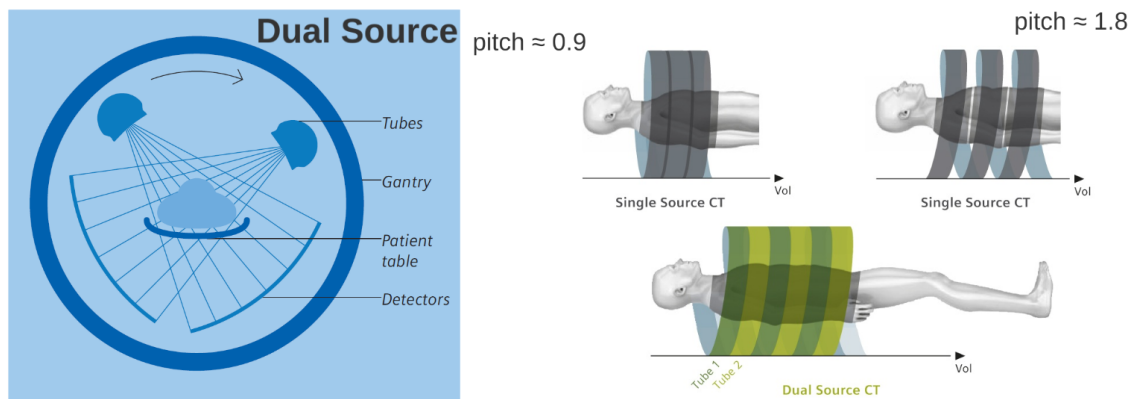 Dual Source
Tubes
Gantry
Patient
table
Detectors
pitch ≈ 0.9
Vol
Single Source CT
pitch ≈ 1.8
Vol
Single Source CT
Vol
Tube 1
Tube 2
Dual Source CT